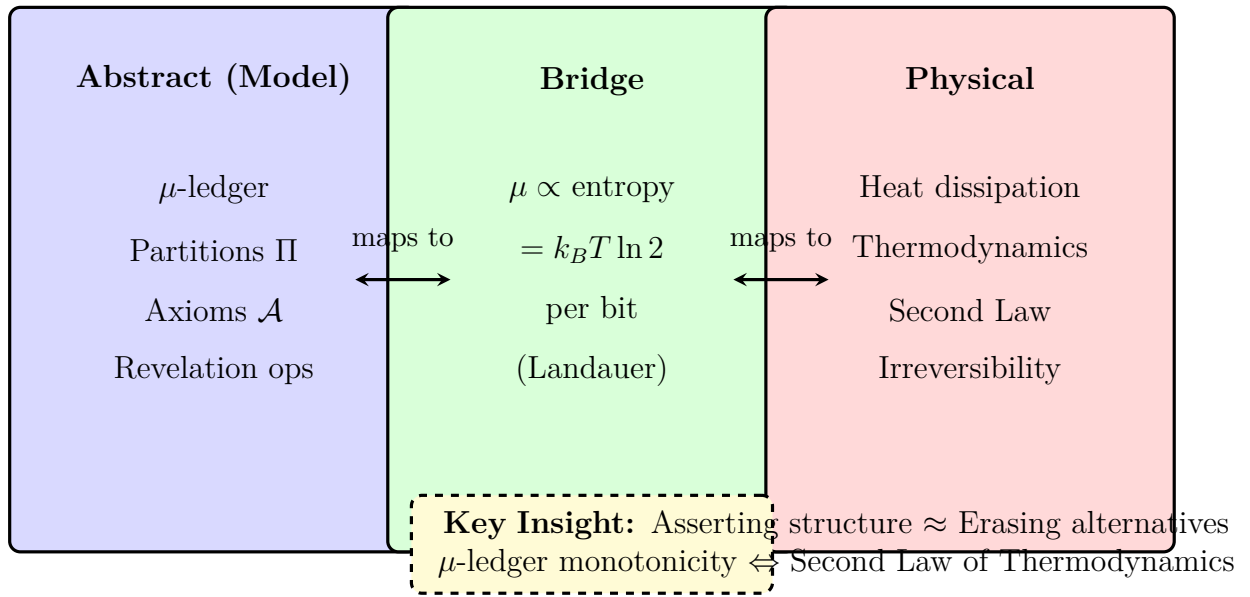 Abstract (Model)
μ-ledger
Partitions Π
Axioms 𝒜
Revelation ops
maps to
Bridge
μ ∝ entropy
= k_B T ln 2
per bit
(Landauer)
maps to
Physical
Heat dissipation
Thermodynamics
Second Law
Irreversibility
Key Insight: Asserting structure ≈ Erasing alternatives
μ-ledger monotonicity ⇔ Second Law of Thermodynamics